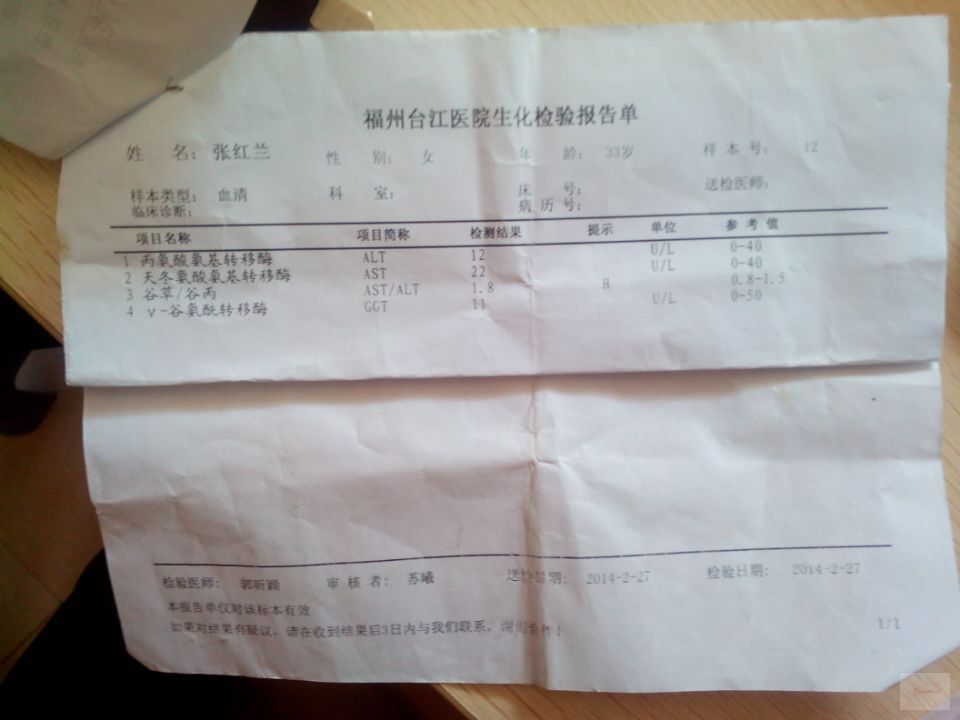 福州台江医院生化检验报告单
姓 名: 张红兰 性 别: 女 年 龄: 33岁 样本号: 12
样本类型: 血清 科 室: 床 号: 送检医师:
临床诊断: 病历号:
项目名称 项目简称 检测结果 提示 单位 参考值
1 丙氨酸氨基转移酶 ALT 12 U/L 0-40
2 天冬氨酸氨基转移酶 AST 22 U/L 0-40
3 谷草/谷丙 AST/ALT 1.8 H 0.8-1.5
4 γ-谷氨酰转移酶 GGT 11 U/L 0-50
检验医师: 郭昕颖 审核者: 苏曦 送检日期: 2014-2-27 检验日期: 2014-2-27
本报告单仅对该标本有效
如果对结果有疑议,请在收到结果后3日内与我们联系,谢谢合作!
1/1